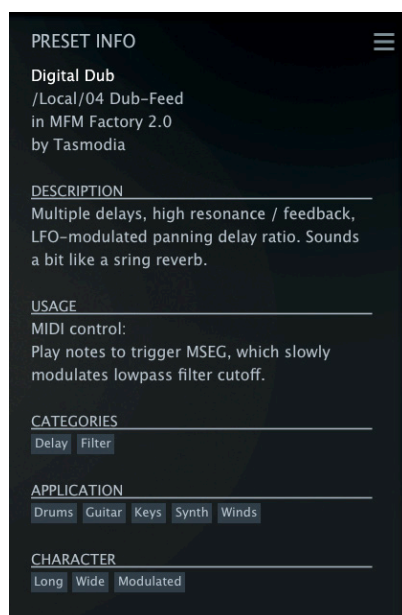 PRESET INFO
Digital Dub
/Local/04 Dub-Feed
in MFM Factory 2.0
by Tasmodia
DESCRIPTION
Multiple delays, high resonance / feedback,
LFO-modulated panning delay ratio. Sounds
a bit like a sring reverb.
USAGE
MIDI control:
Play notes to trigger MSEG, which slowly
modulates lowpass filter cutoff.
CATEGORIES
Delay Filter
APPLICATION
Drums Guitar Keys Synth Winds
CHARACTER
Long Wide Modulated